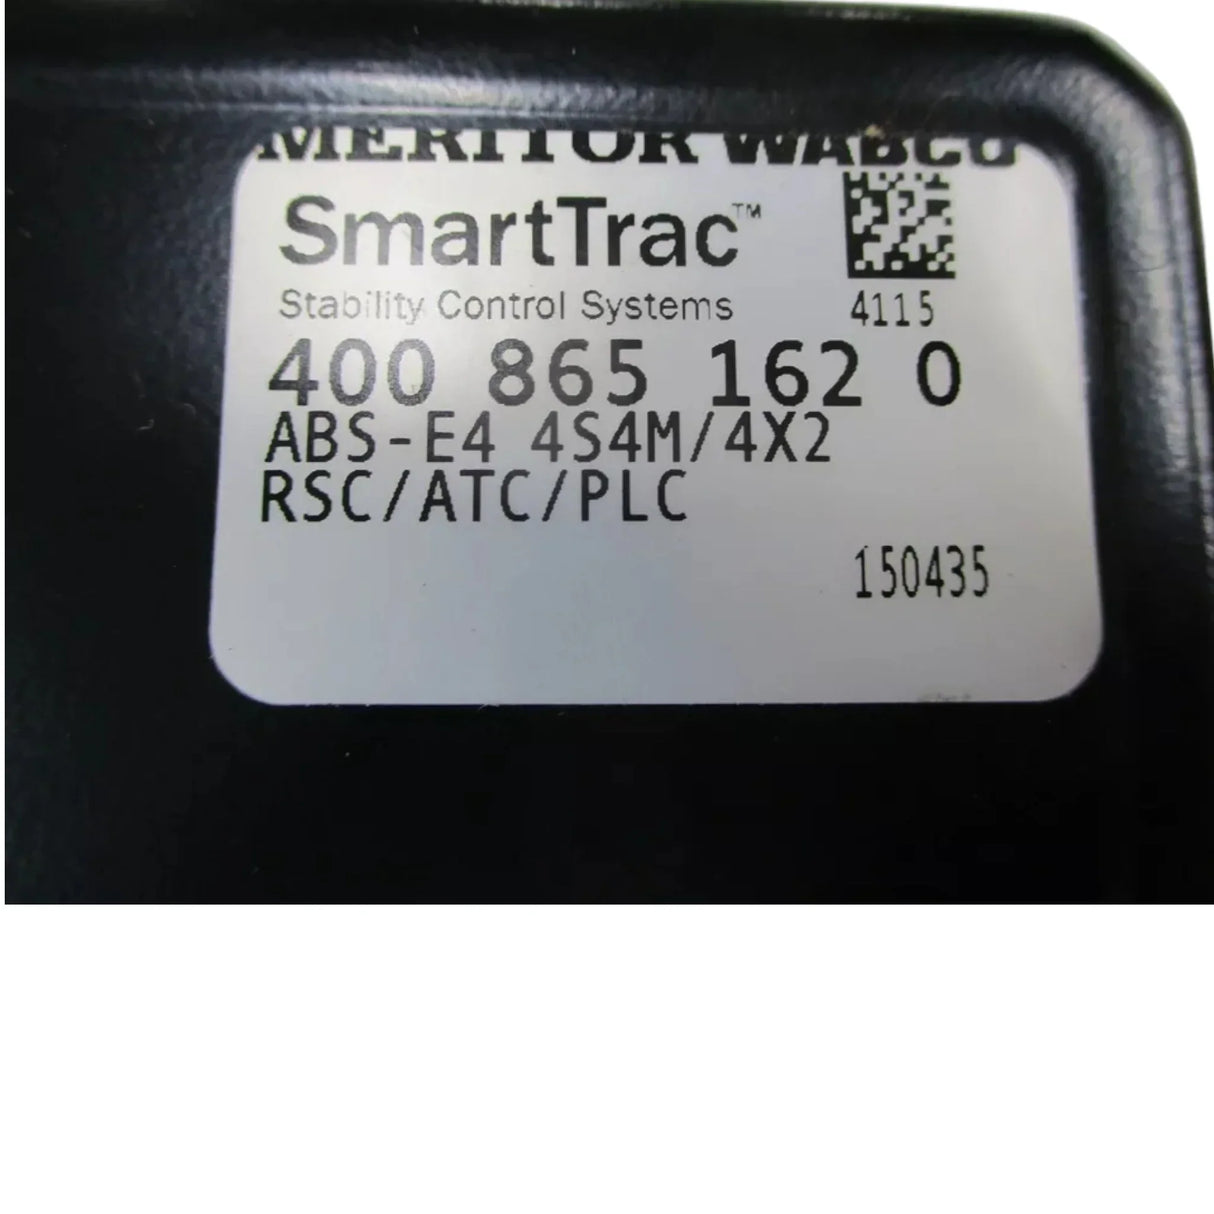 MERITOR WABCO
SmartTrac™
Stability Control Systems
4115
400 865 162 0
ABS-E4 4S4M/4X2
RSC/ATC/PLC
150435